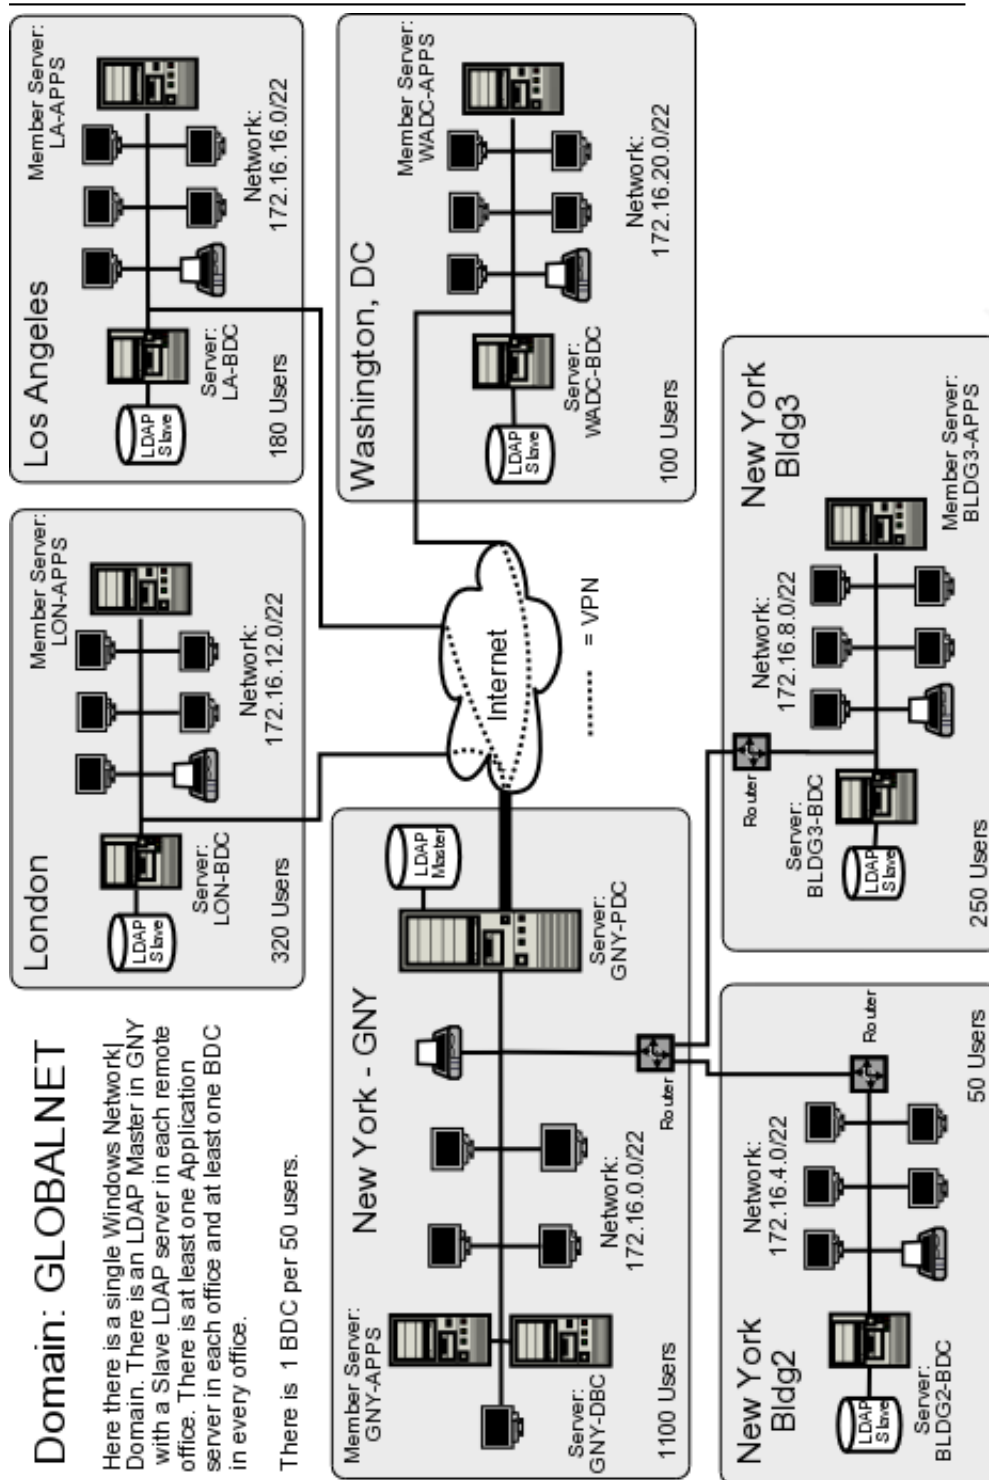 Domain: GLOBALNET
Here there is a single Windows Network|
Domain. There is an LDAP Master in GNY
with a Slave LDAP server in each remote
office. There is at least one Application
server in each office and at least one BDC
in every office.
There is 1 BDC per 50 users.
London
Member Server:
LON-APPS
LDAP
Slave
Server:
LON-BDC
Network:
172.16.12.0/22
320 Users
Los Angeles
Member Server:
LA-APPS
LDAP
Slave
Server:
LA-BDC
Network:
172.16.16.0/22
180 Users
Washington, DC
Member Server:
WADC-APPS
LDAP
Slave
Server:
WADC-BDC
Network:
172.16.20.0/22
100 Users
Internet
= VPN
New York - GNY
Member Server:
GNY-APPS
LDAP
Master
Server:
GNY-PDC
Server:
GNY-DBC
Network:
172.16.0.0/22
Router
1100 Users
New York
Bldg2
Network:
172.16.4.0/22
Router
LDAP
Slave
Server:
BLDG2-BDC
50 Users
New York
Bldg3
Network:
172.16.8.0/22
Router
Server:
BLDG3-BDC
LDAP
Slave
Member Server:
BLDG3-APPS
250 Users